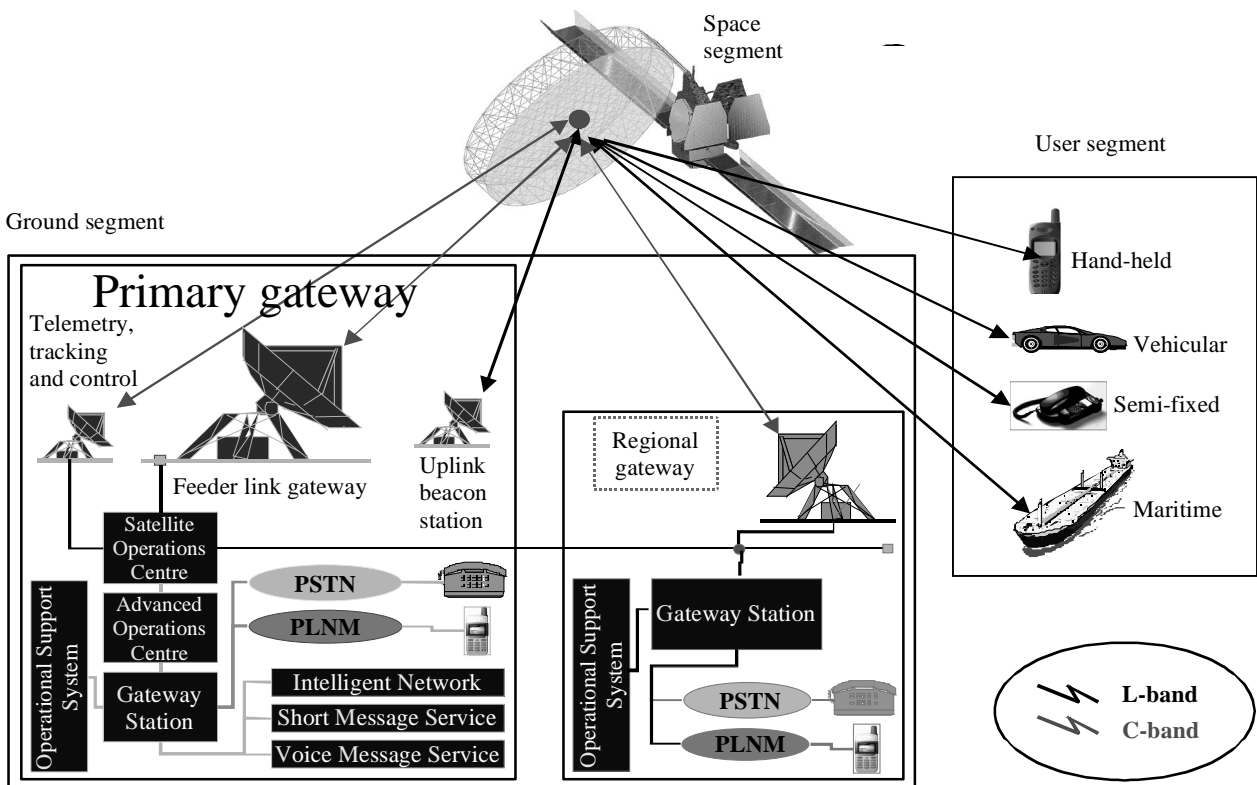 Space
segment
User segment
Ground segment
Primary gateway
Telemetry,
tracking
and control
Feeder link gateway
Uplink
beacon
station
Regional
gateway
Hand-held
Vehicular
Semi-fixed
Maritime
Satellite
Operations
Centre
Advanced
Operations
Centre
Gateway
Station
Operational Support
System
PSTN
PLNM
Intelligent Network
Short Message Service
Voice Message Service
Operational Support
System
Gateway Station
PSTN
PLNM
L-band
C-band